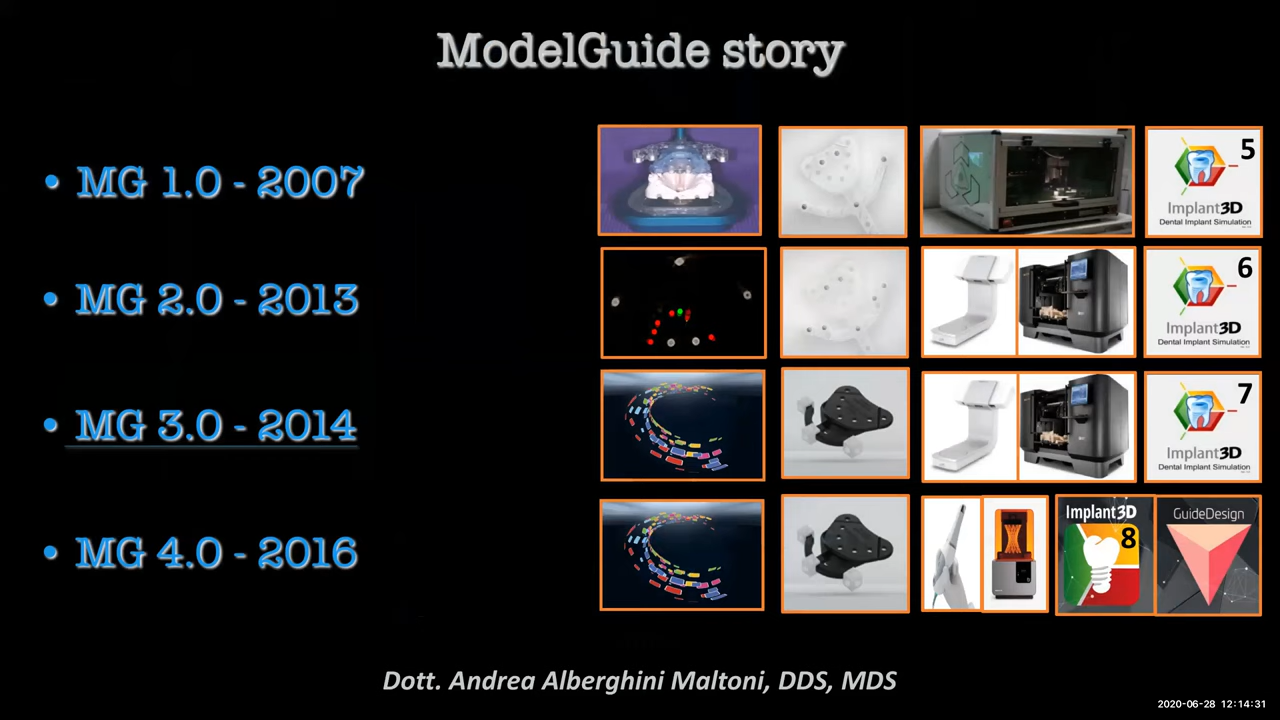 ModelGuide story
• MG 1.0 - 2007
5
Implant3D
Dental Implant Simulation
• MG 2.0 - 2013
6
Implant3D
Dental Implant Simulation
• MG 3.0 - 2014
7
Implant3D
Dental Implant Simulation
• MG 4.0 - 2016
Implant3D
8
GuideDesign
Dott. Andrea Alberghini Maltoni, DDS, MDS
2020-06-28 12:14:31